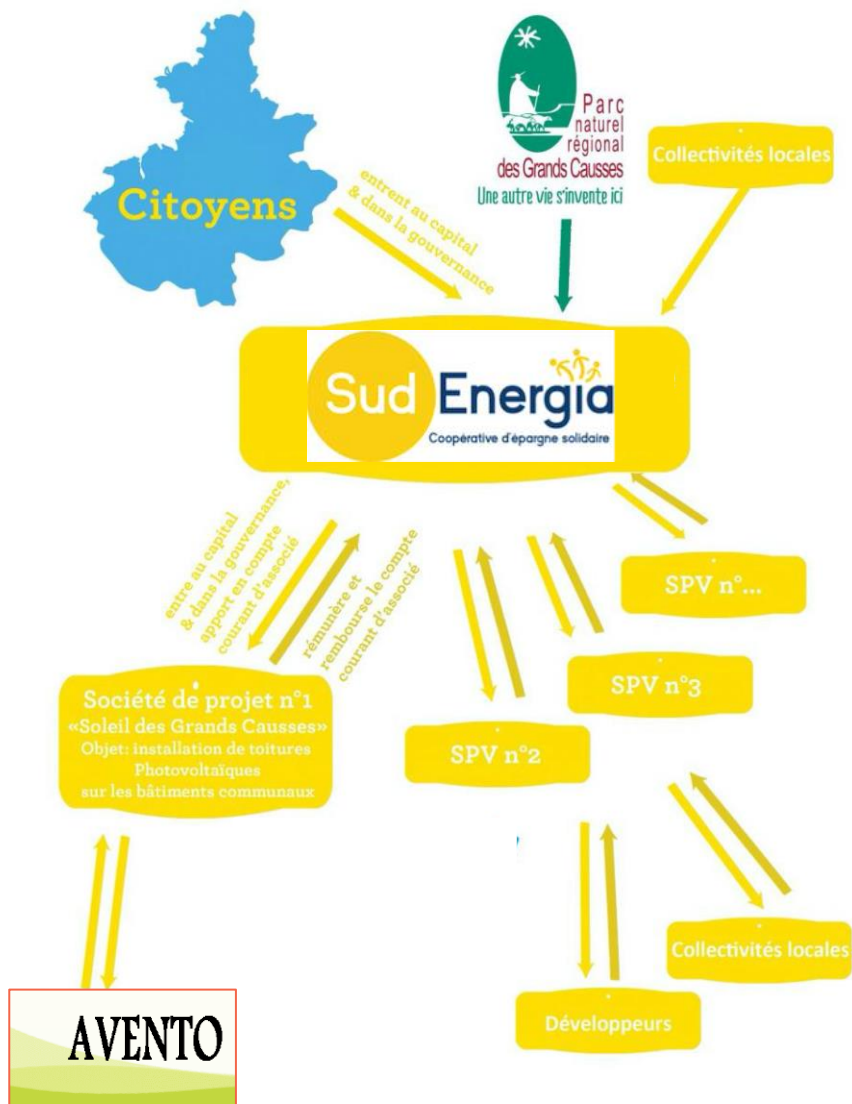 Citoyens
entrent au capital
& dans la gouvernance
Parc
naturel
régional
des Grands Causses
Une autre vie s'invente ici
Collectivités locales
Sud Energia
Coopérative d'épargne solidaire
entre au capital
& dans la gouvernance,
apport en compte
courant d'associé
rémunère et
rembourse le compte
courant d'associé
SPV n°...
SPV n°3
SPV n°2
Société de projet n°1
«Soleil des Grands Causses»
Objet: installation de toitures
Photovoltaïques
sur les bâtiments communaux
Collectivités locales
Développeurs
AVENTO